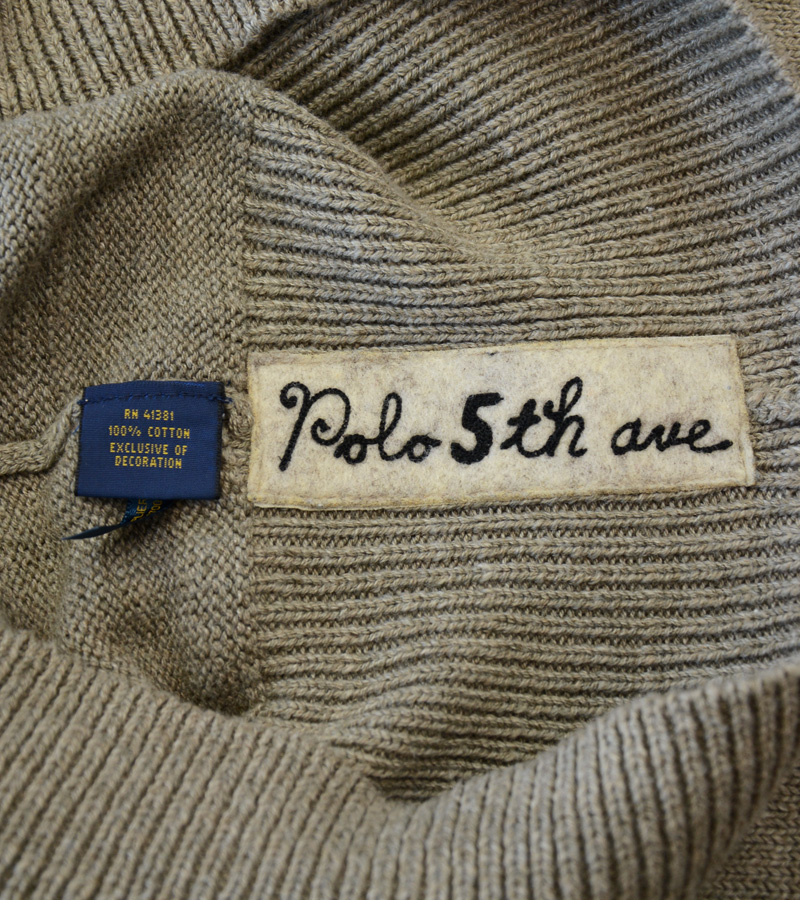 RN 41381
100% COTTON
EXCLUSIVE OF
DECORATION
Polo 5th ave